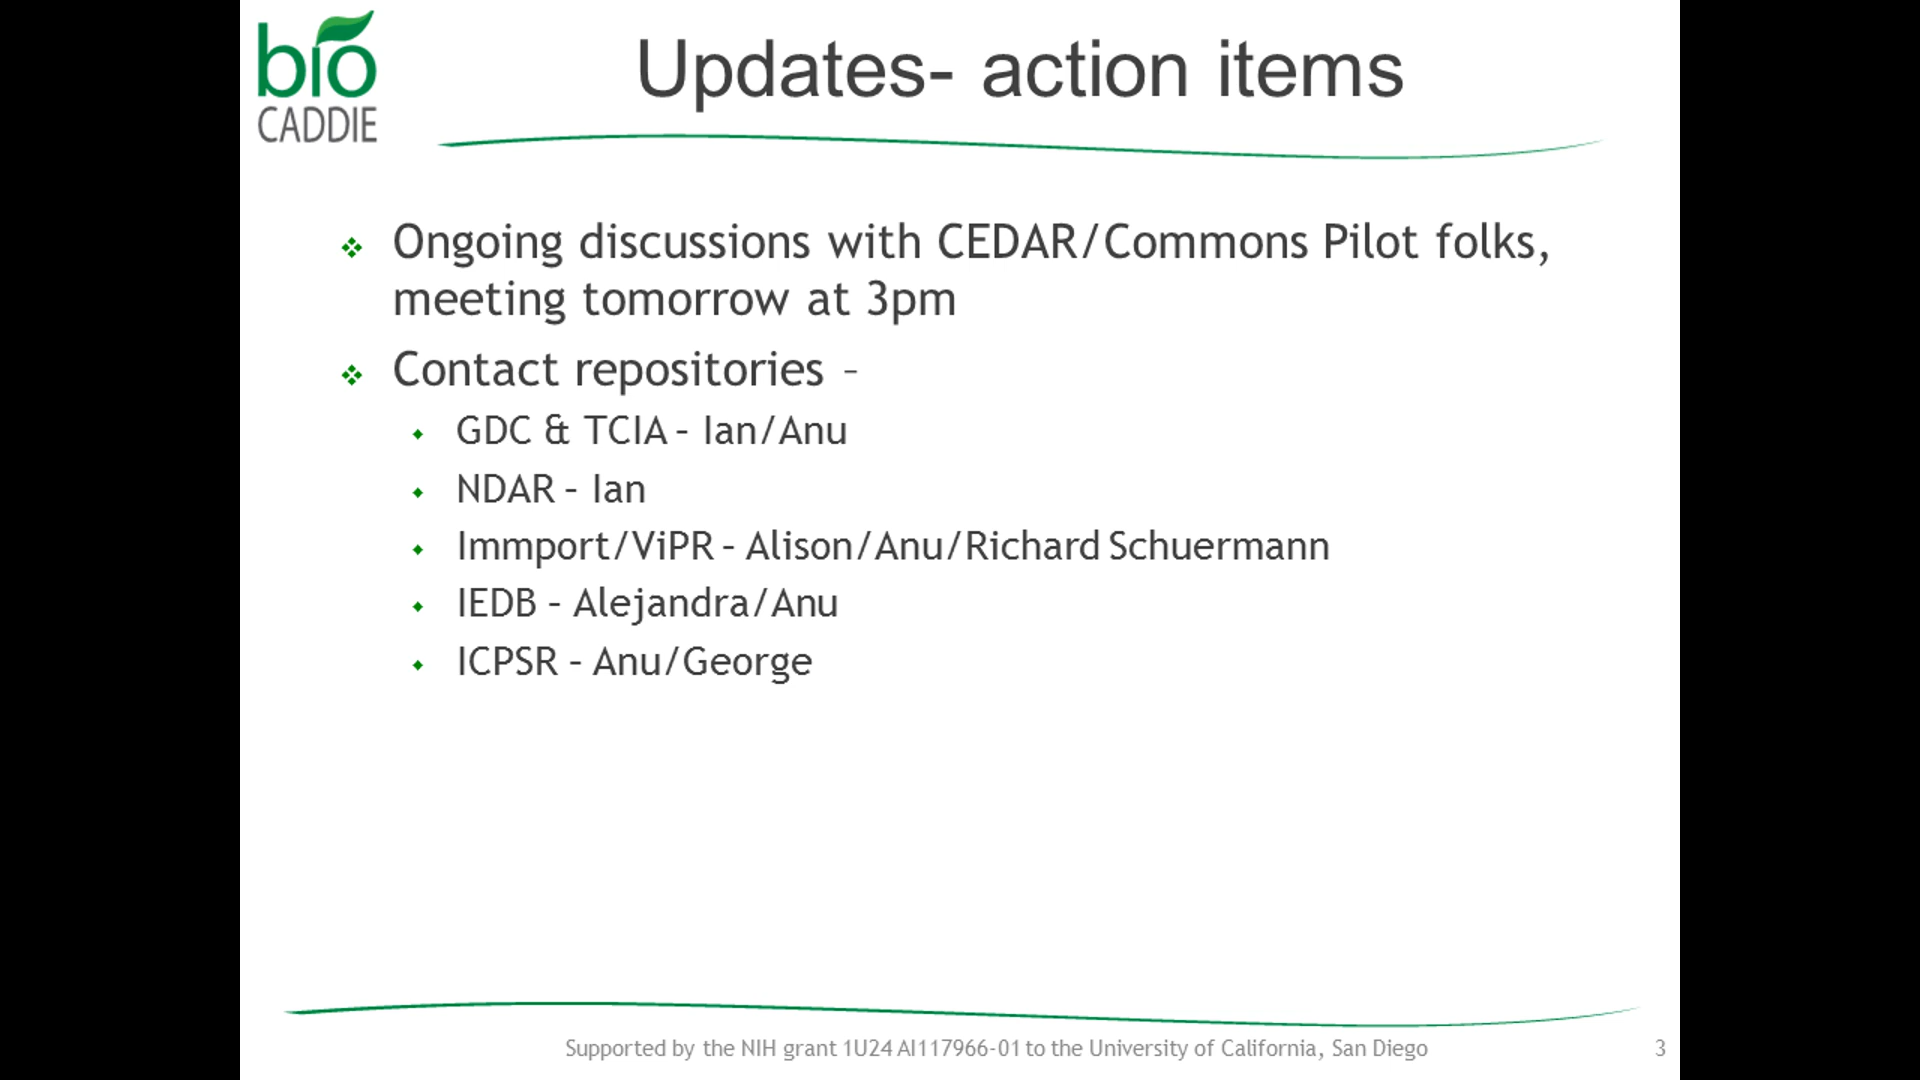 bio
CADDIE
Updates- action items
Ongoing discussions with CEDAR/Commons Pilot folks,
meeting tomorrow at 3pm
Contact repositories –
GDC & TCIA – Ian/Anu
NDAR – Ian
Immport/ViPR – Alison/Anu/Richard Schuermann
IEDB – Alejandra/Anu
ICPSR – Anu/George
Supported by the NIH grant 1U24 AI117966-01 to the University of California, San Diego
3